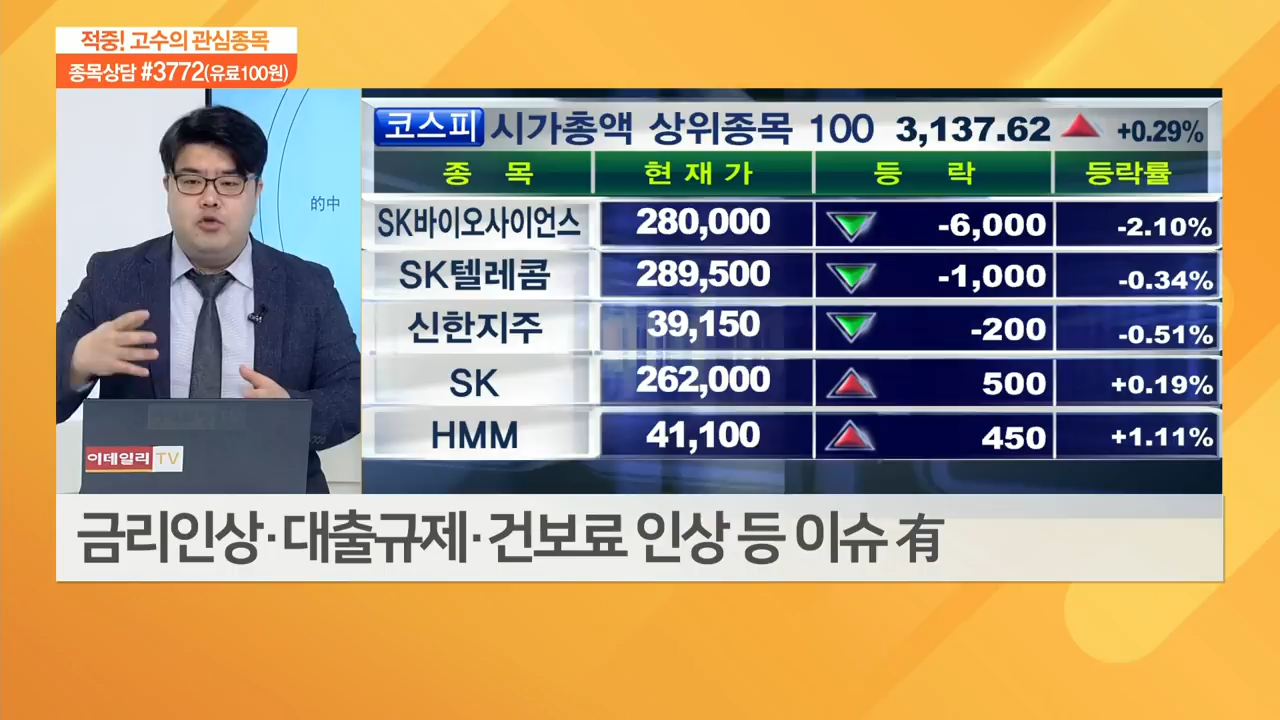 적중! 고수의 관심종목
종목상담 #3772(유료100원)
的中
이데일리TV
코스피 시가총액 상위종목 100 3,137.62 +0.29%
종 목 현재가 등 락 등락률
SK바이오사이언스 280,000 -6,000 -2.10%
SK텔레콤 289,500 -1,000 -0.34%
신한지주 39,150 -200 -0.51%
SK 262,000 500 +0.19%
HMM 41,100 450 +1.11%
금리인상·대출규제·건보료 인상 등 이슈 有